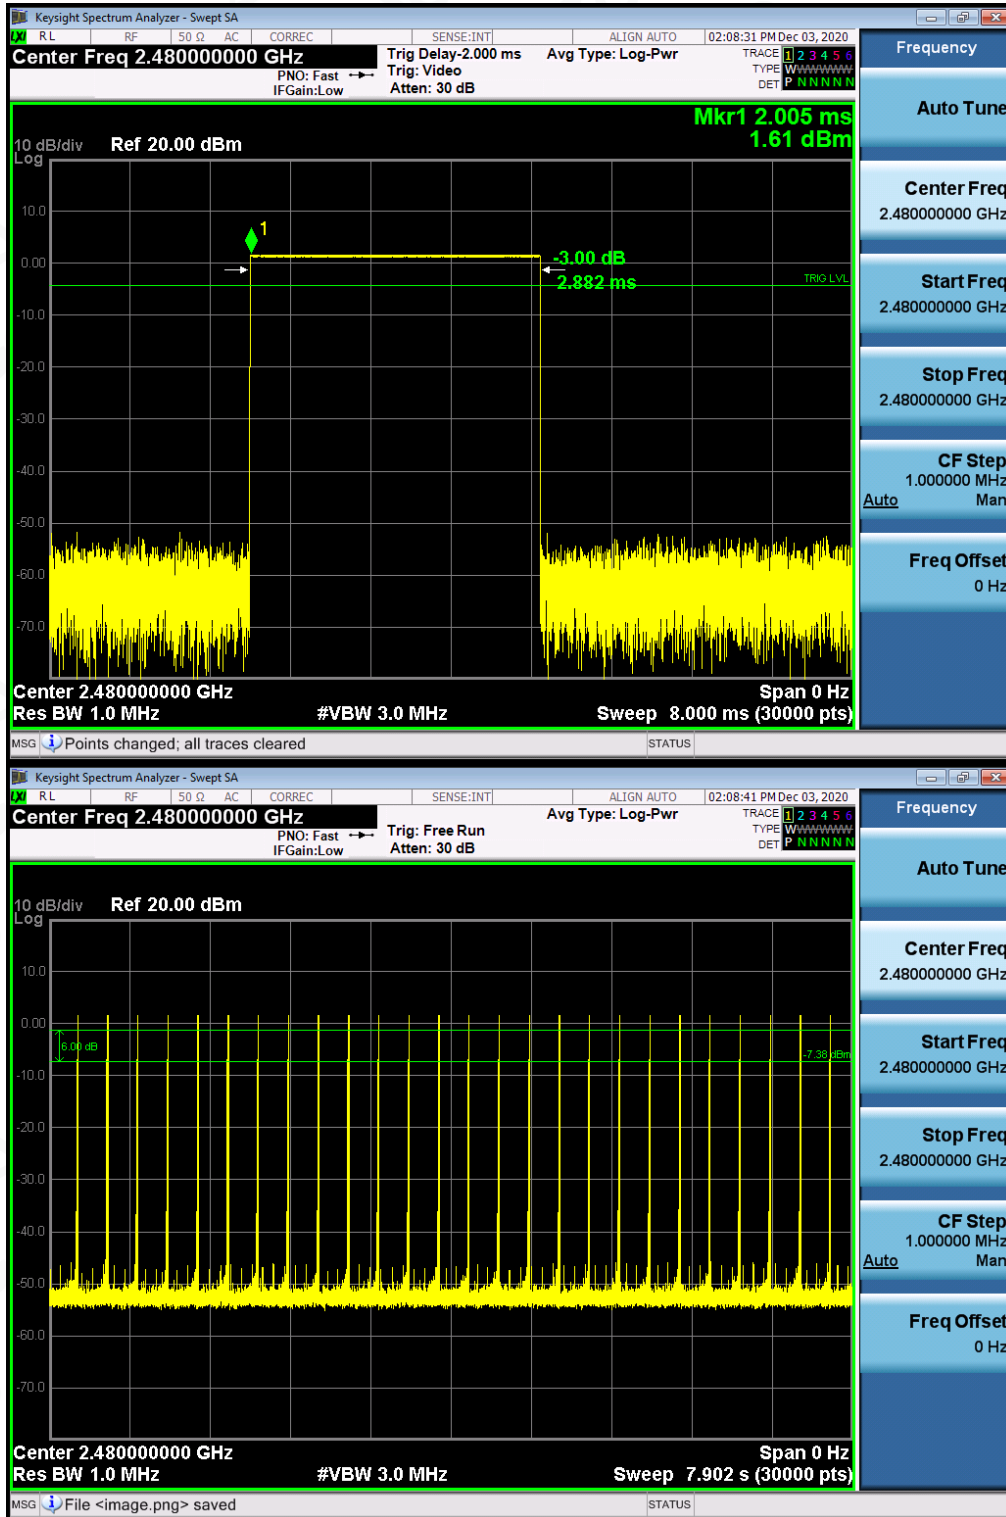 Keysight Spectrum Analyzer - Swept SA
LXI RL RF 50 Ω AC CORREC SENSE:INT ALIGN AUTO 02:08:31 PM Dec 03, 2020
Center Freq 2.480000000 GHz
PNO: Fast
IFGain:Low
Trig Delay-2.000 ms
Trig: Video
Atten: 30 dB
Avg Type: Log-Pwr
TRACE 1 2 3 4 5 6
TYPE WWWWWW
DET P N N N N N
Frequency
Mkr1 2.005 ms
1.61 dBm
10 dB/div Ref 20.00 dBm
Log
10.0
0.00
-10.0
-20.0
-30.0
-40.0
-50.0
-60.0
-70.0
1
-3.00 dB
2.882 ms
TRIG LVL
Center 2.480000000 GHz Span 0 Hz
Res BW 1.0 MHz #VBW 3.0 MHz Sweep 8.000 ms (30000 pts)
MSG Points changed; all traces cleared STATUS
Auto Tune
Center Freq
2.480000000 GHz
Start Freq
2.480000000 GHz
Stop Freq
2.480000000 GHz
CF Step
1.000000 MHz
Auto Man
Freq Offset
0 Hz
Keysight Spectrum Analyzer - Swept SA
LXI RL RF 50 Ω AC CORREC SENSE:INT ALIGN AUTO 02:08:41 PM Dec 03, 2020
Center Freq 2.480000000 GHz
PNO: Fast
IFGain:Low
Trig: Free Run
Atten: 30 dB
Avg Type: Log-Pwr
TRACE 1 2 3 4 5 6
TYPE WWWWWW
DET P N N N N N
Frequency
10 dB/div Ref 20.00 dBm
Log
10.0
0.00
-10.0
-20.0
-30.0
-40.0
-50.0
-60.0
-70.0
6.00 dB
-7.38 dBm
Center 2.480000000 GHz Span 0 Hz
Res BW 1.0 MHz #VBW 3.0 MHz Sweep 7.902 s (30000 pts)
MSG File <image.png> saved STATUS
Auto Tune
Center Freq
2.480000000 GHz
Start Freq
2.480000000 GHz
Stop Freq
2.480000000 GHz
CF Step
1.000000 MHz
Auto Man
Freq Offset
0 Hz